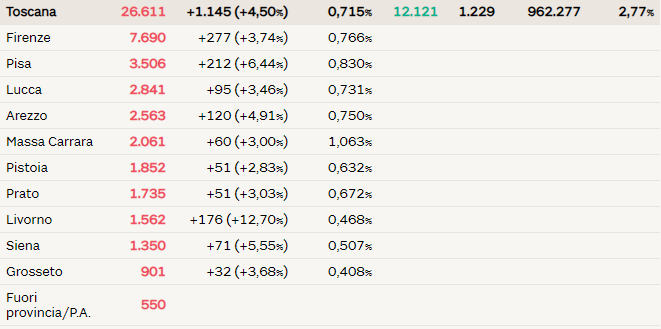 Toscana 26.611 +1.145 (+4,50%) 0,715% 12.121 1.229 962.277 2,77%
Firenze 7.690 +277 (+3,74%) 0,766%
Pisa 3.506 +212 (+6,44%) 0,830%
Lucca 2.841 +95 (+3,46%) 0,731%
Arezzo 2.563 +120 (+4,91%) 0,750%
Massa Carrara 2.061 +60 (+3,00%) 1,063%
Pistoia 1.852 +51 (+2,83%) 0,632%
Prato 1.735 +51 (+3,03%) 0,672%
Livorno 1.562 +176 (+12,70%) 0,468%
Siena 1.350 +71 (+5,55%) 0,507%
Grosseto 901 +32 (+3,68%) 0,408%
Fuori
provincia/P.A. 550